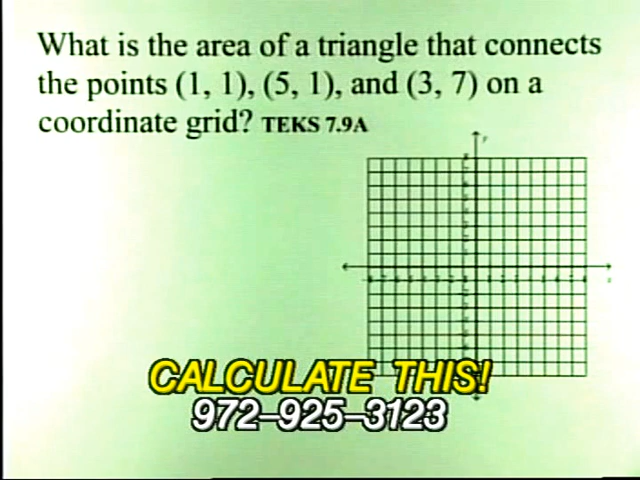 What is the area of a triangle that connects
the points (1, 1), (5, 1), and (3, 7) on a
coordinate grid? TEKS 7.9A
y
x
CALCULATE THIS!
972-925-3123